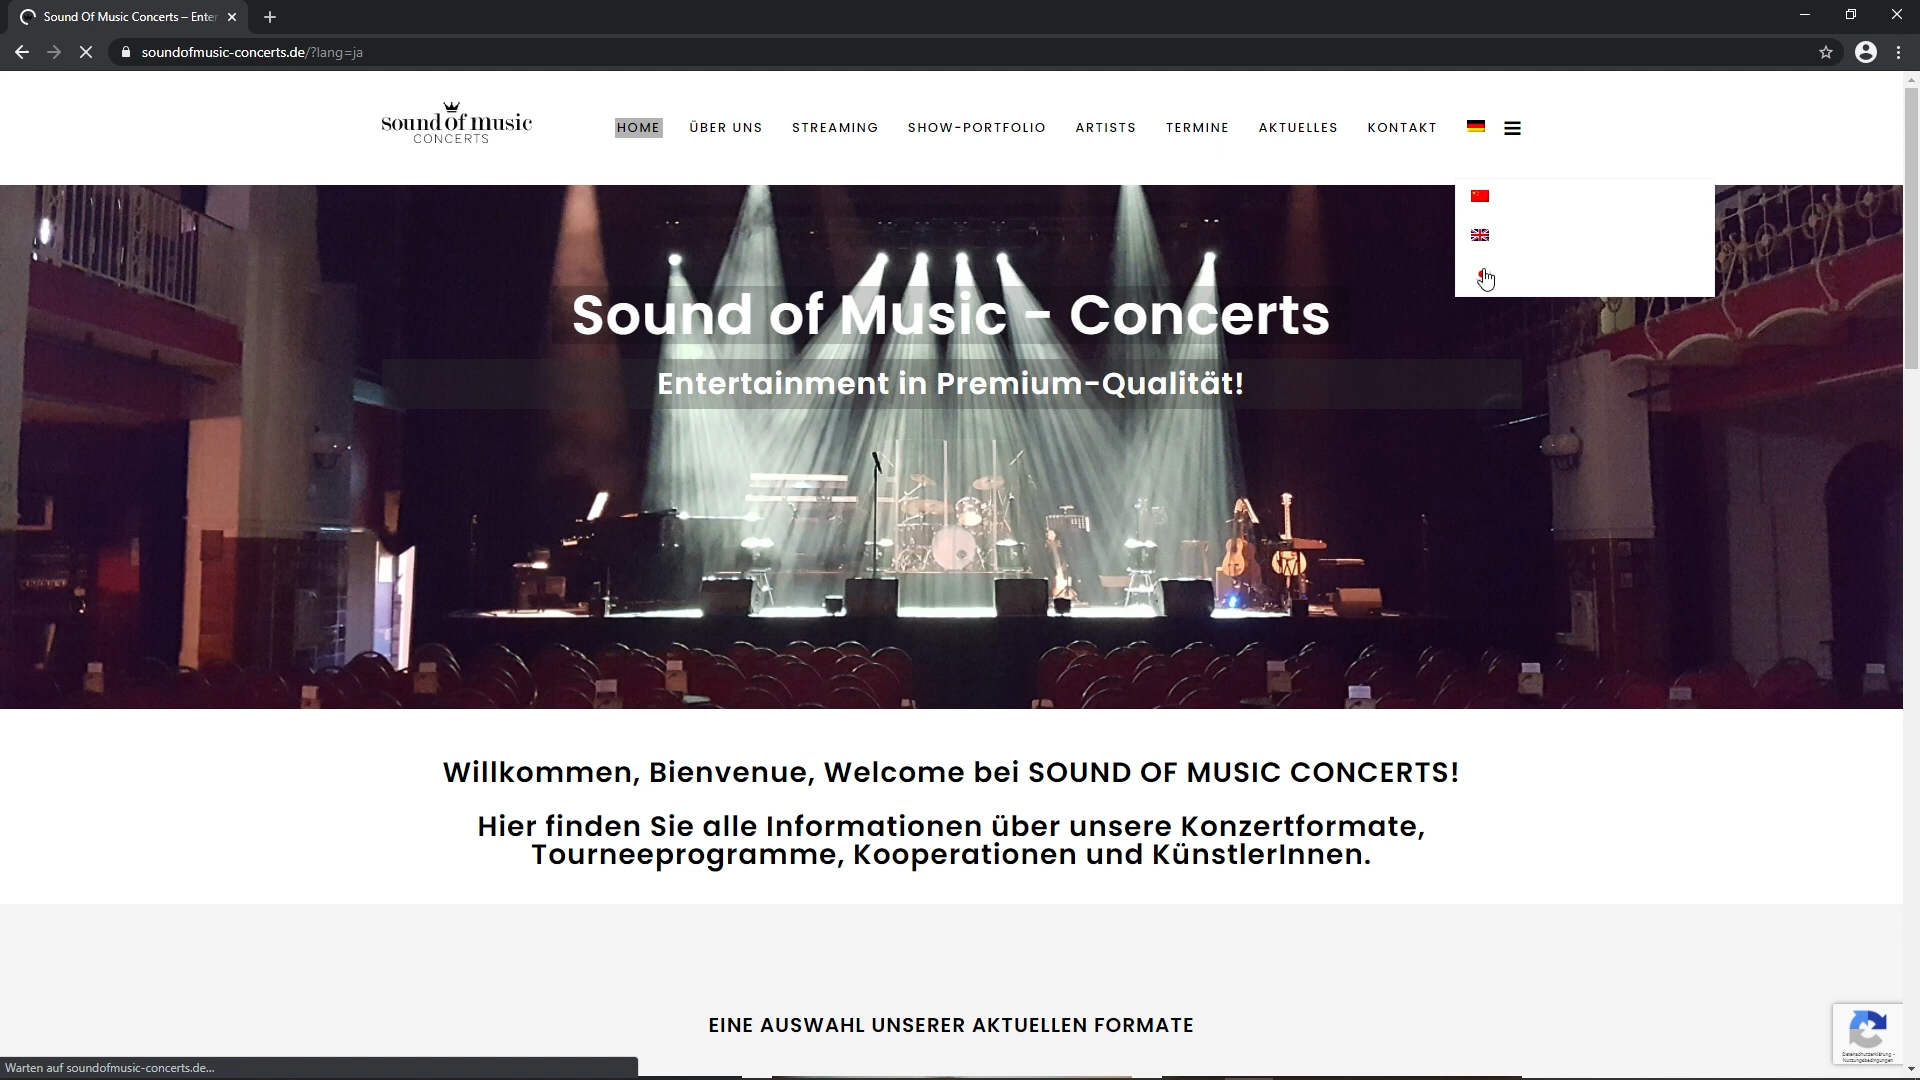 Sound Of Music Concerts – Enter
soundofmusic-concerts.de/?lang=ja
sound of music
CONCERTS
HOME
ÜBER UNS
STREAMING
SHOW-PORTFOLIO
ARTISTS
TERMINE
AKTUELLES
KONTAKT
Sound of Music - Concerts
Entertainment in Premium-Qualität!
Willkommen, Bienvenue, Welcome bei SOUND OF MUSIC CONCERTS!
Hier finden Sie alle Informationen über unsere Konzertformate,
Tourneeprogramme, Kooperationen und KünstlerInnen.
EINE AUSWAHL UNSERER AKTUELLEN FORMATE
Datenschutzerklärung -
Nutzungsbedingungen
Warten auf soundofmusic-concerts.de...